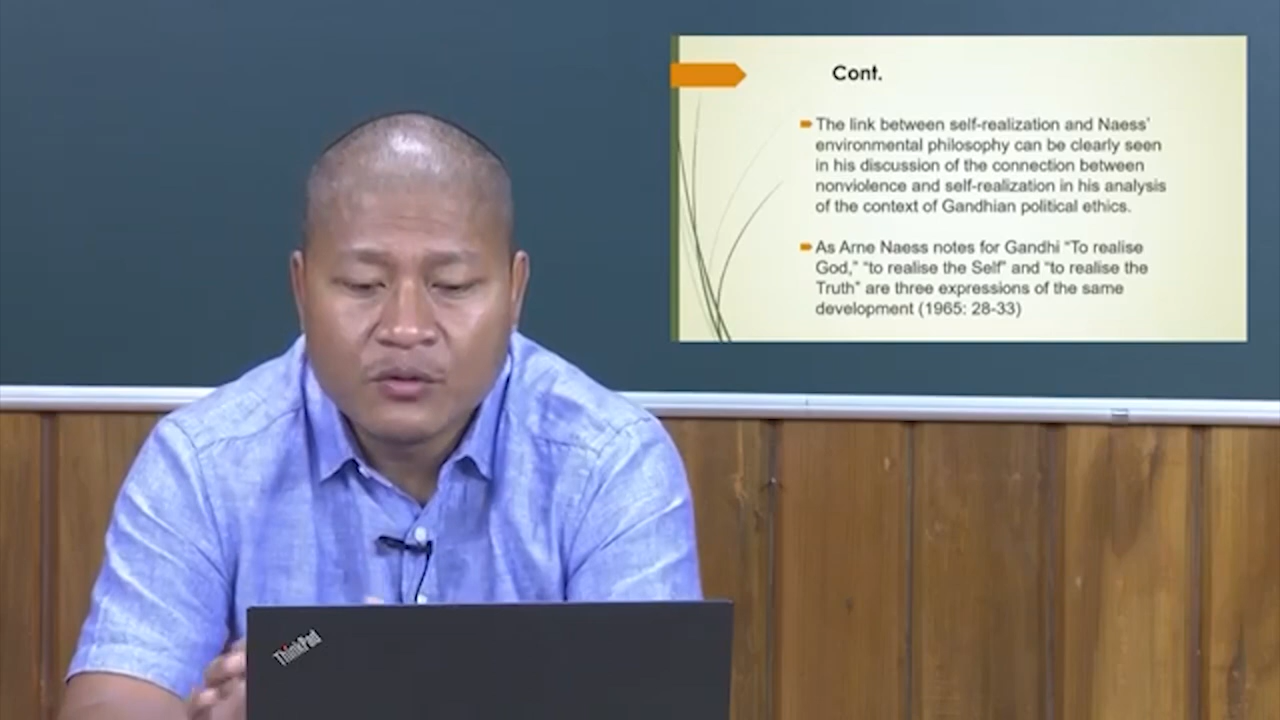 Cont.
The link between self-realization and Naess'
environmental philosophy can be clearly seen
in his discussion of the connection between
nonviolence and self-realization in his analysis
of the context of Gandhian political ethics.
As Arne Naess notes for Gandhi “To realise
God,” “to realise the Self” and “to realise the
Truth” are three expressions of the same
development (1965: 28-33)
ThinkPad